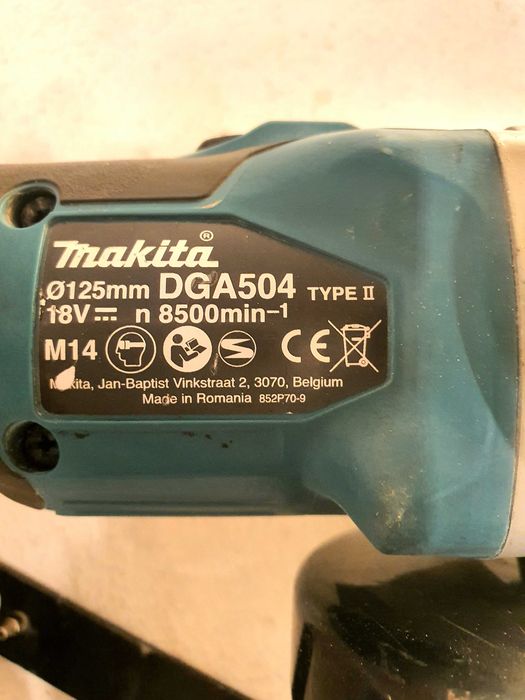 makita®
Ø125mm DGA504 TYPE II
18V⎓ n 8500min⁻¹
M14 CE
Jan-Baptist Vinkstraat 2, 3070, Belgium
Made in Romania 852P70-9